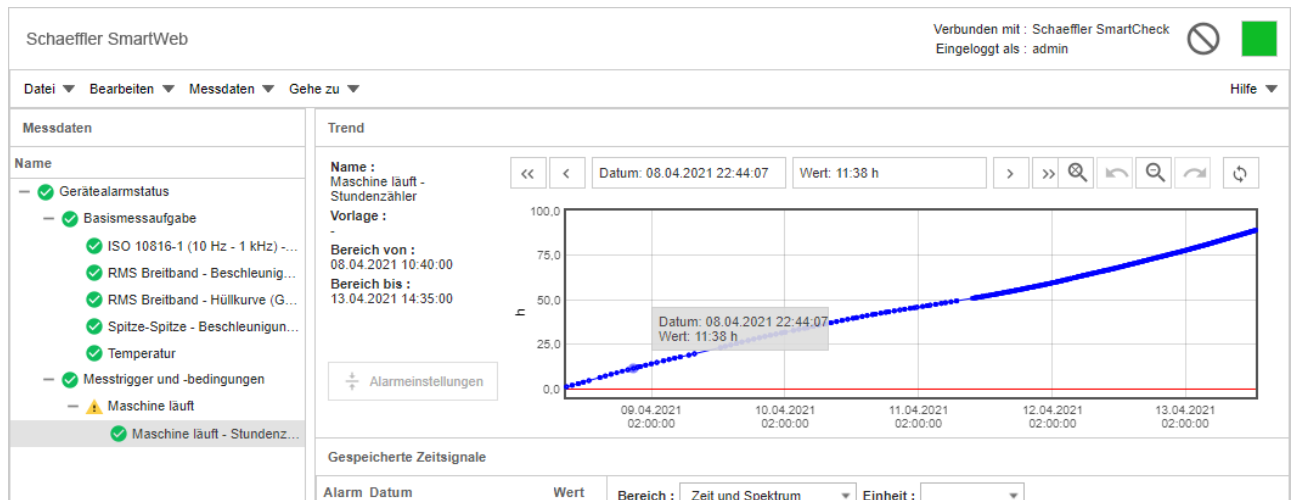 Schaeffler SmartWeb
Verbunden mit : Schaeffler SmartCheck
Eingeloggt als : admin
Datei Bearbeiten Messdaten Gehe zu Hilfe
Messdaten
Name
Gerätealarmstatus
Basismessaufgabe
ISO 10816-1 (10 Hz - 1 kHz) -...
RMS Breitband - Beschleunig...
RMS Breitband - Hüllkurve (G...
Spitze-Spitze - Beschleunigun...
Temperatur
Messtrigger und -bedingungen
Maschine läuft
Maschine läuft - Stundenz...
Trend
Name :
Maschine läuft -
Stundenzähler
Vorlage :
-
Bereich von :
08.04.2021 10:40:00
Bereich bis :
13.04.2021 14:35:00
Alarmeinstellungen
<< < Datum: 08.04.2021 22:44:07 Wert: 11:38 h > >>
100,0
75,0
50,0
25,0
0,0
h
Datum: 08.04.2021 22:44:07
Wert: 11:38 h
09.04.2021 10.04.2021 11.04.2021 12.04.2021 13.04.2021
02:00:00 02:00:00 02:00:00 02:00:00 02:00:00
Gespeicherte Zeitsignale
Alarm Datum Wert
Bereich : Zeit und Spektrum Einheit :